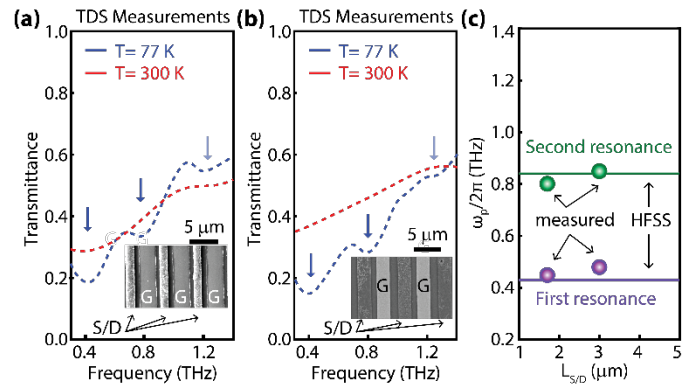 (a) TDS Measurements
T= 77 K
T= 300 K
Transmittance
1.0
0.8
0.6
0.4
0.2
0.0
5 μm
G
S/D
0.4 0.8 1.2
Frequency (THz)
(b) TDS Measurements
T= 77 K
T= 300 K
Transmittance
1.0
0.8
0.6
0.4
0.2
0.0
5 μm
G G
S/D
0.4 0.8 1.2
Frequency (THz)
(c)
ωp/2π (THz)
1.4
1.2
1.0
0.8
0.6
0.4
0.2
Second resonance
measured HFSS
First resonance
1 2 3 4 5
LS/D (μm)